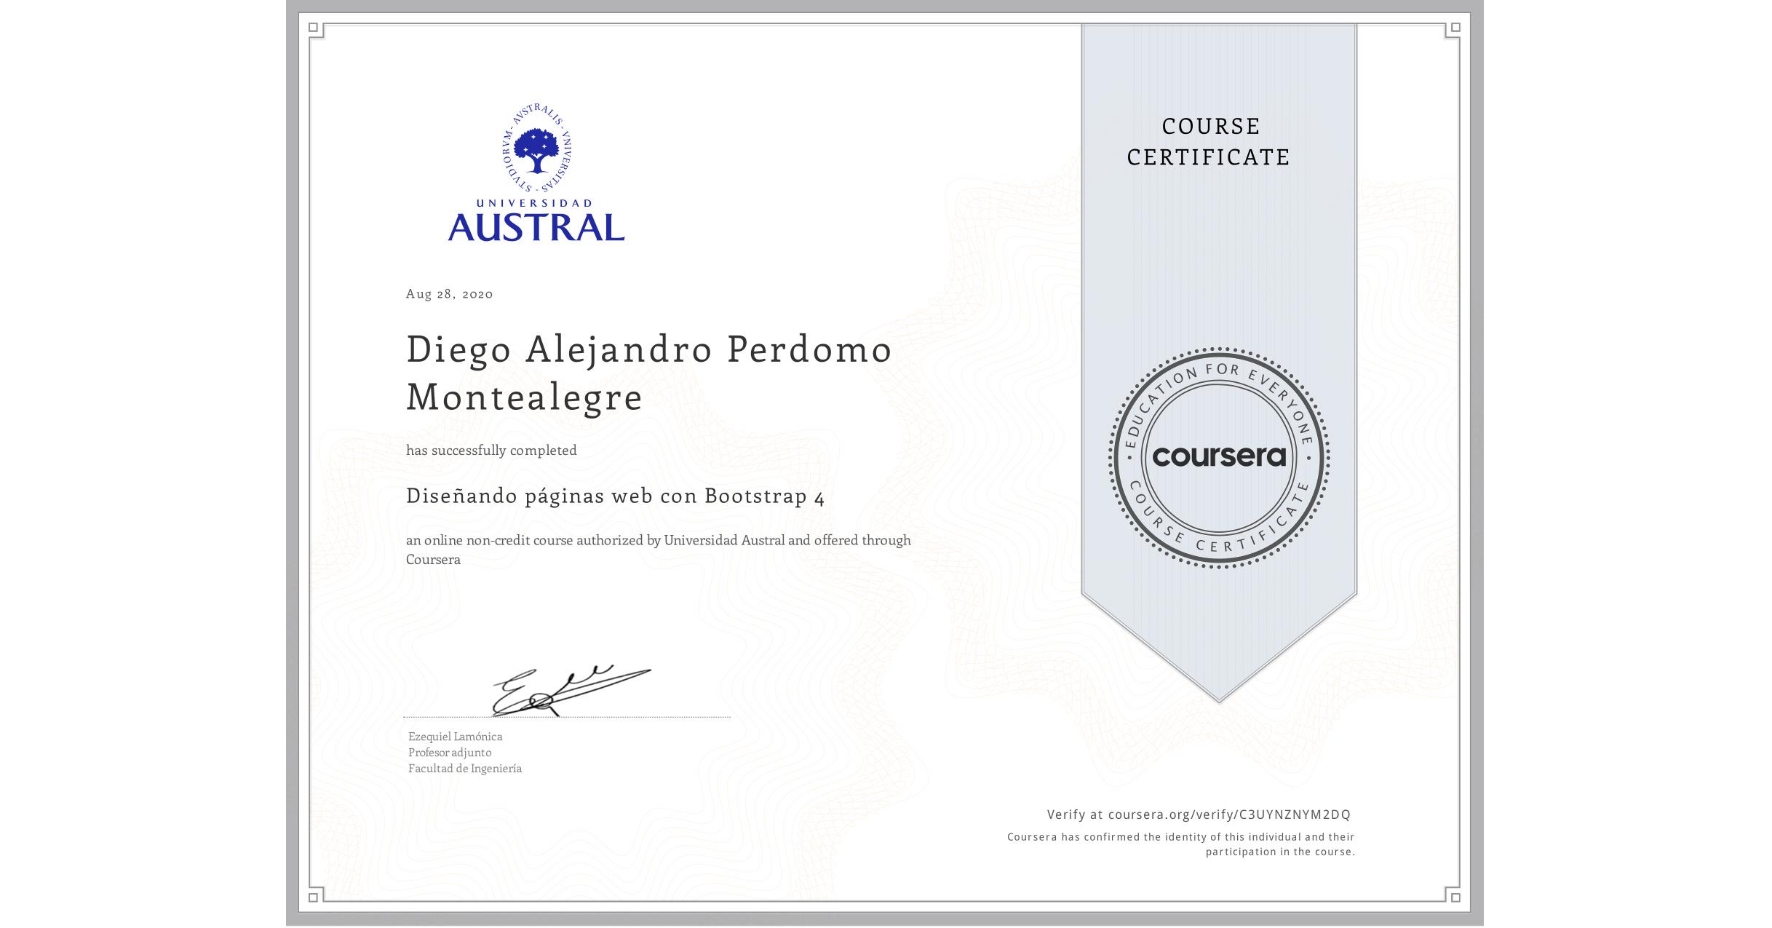 STVDIORVM - AVSTRALIS - VNIVERSITAS -
UNIVERSIDAD
AUSTRAL
Aug 28, 2020
Diego Alejandro Perdomo
Montealegre
has successfully completed
Diseñando páginas web con Bootstrap 4
an online non-credit course authorized by Universidad Austral and offered through
Coursera
Ezequiel Lamónica
Profesor adjunto
Facultad de Ingeniería
COURSE
CERTIFICATE
EDUCATION FOR EVERYONE
coursera
COURSE CERTIFICATE
Verify at coursera.org/verify/C3UYNZNYM2DQ
Coursera has confirmed the identity of this individual and their
participation in the course.